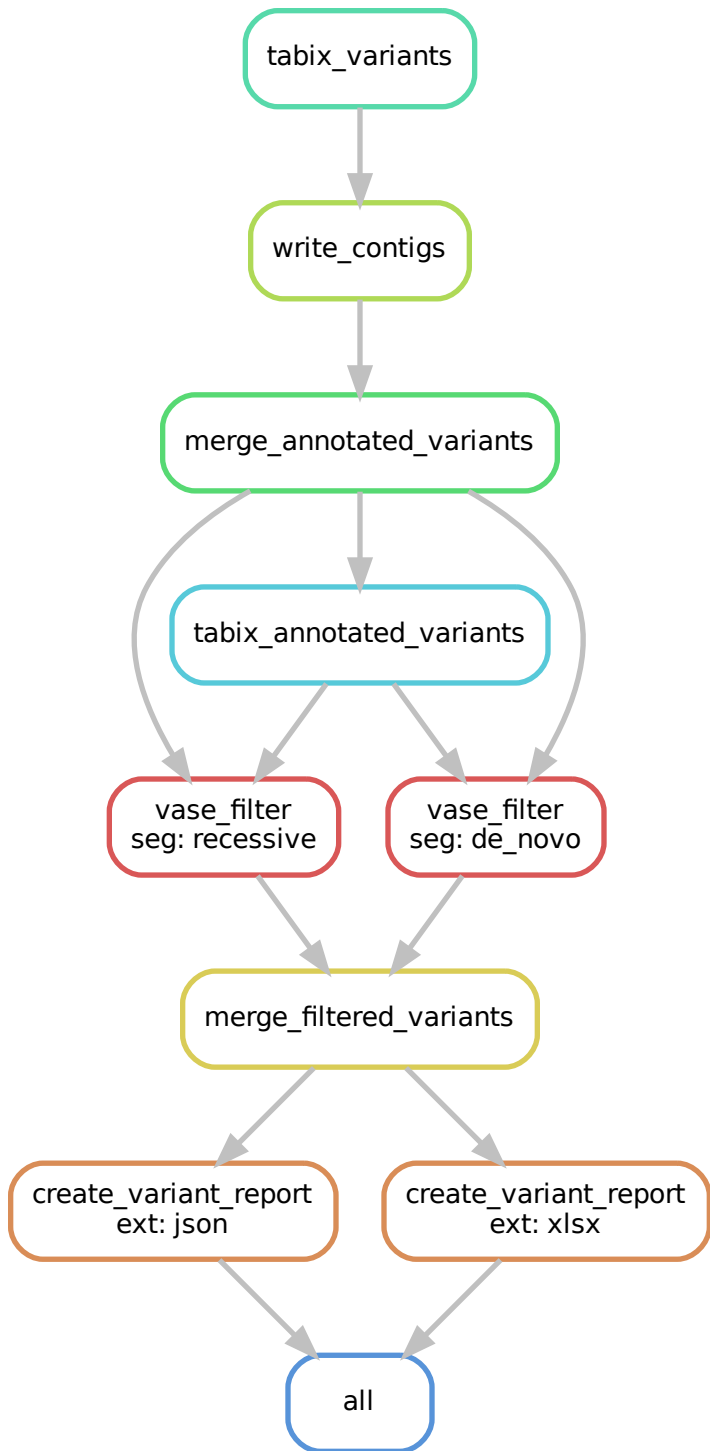 tabix_variants
write_contigs
merge_annotated_variants
tabix_annotated_variants
vase_filter
seg: recessive
vase_filter
seg: de_novo
merge_filtered_variants
create_variant_report
ext: json
create_variant_report
ext: xlsx
all